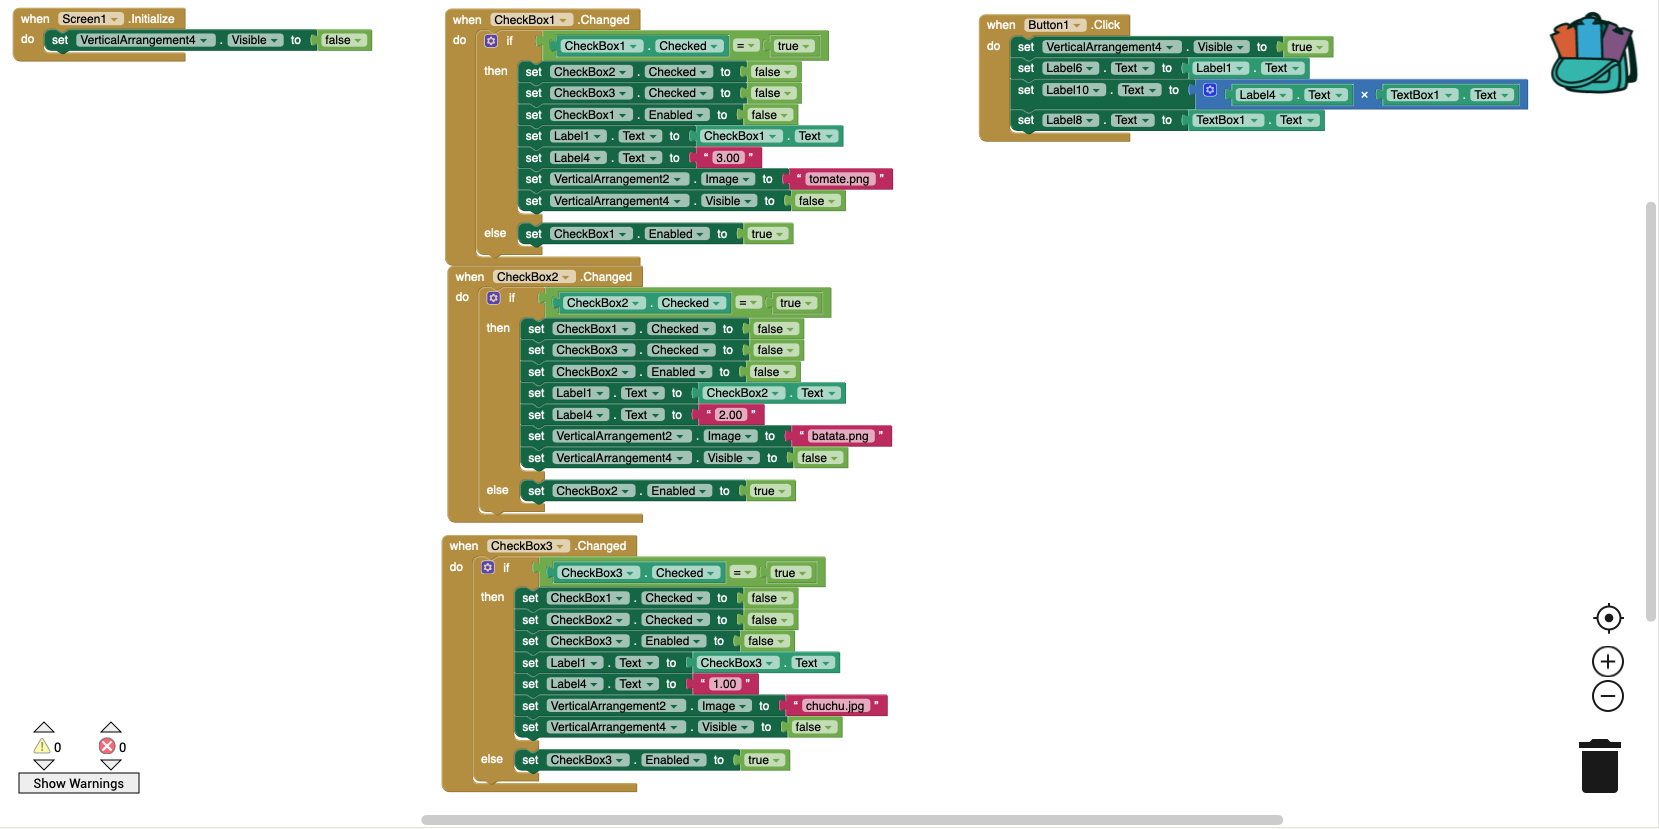 when Screen1 .Initialize
do set VerticalArrangement4 . Visible to false
when CheckBox1 .Changed
do if CheckBox1 . Checked = true
then set CheckBox2 . Checked to false
set CheckBox3 . Checked to false
set CheckBox1 . Enabled to false
set Label1 . Text to CheckBox1 . Text
set Label4 . Text to “ 3.00 ”
set VerticalArrangement2 . Image to “ tomate.png ”
set VerticalArrangement4 . Visible to false
else set CheckBox1 . Enabled to true
when CheckBox2 .Changed
do if CheckBox2 . Checked = true
then set CheckBox1 . Checked to false
set CheckBox3 . Checked to false
set CheckBox2 . Enabled to false
set Label1 . Text to CheckBox2 . Text
set Label4 . Text to “ 2.00 ”
set VerticalArrangement2 . Image to “ batata.png ”
set VerticalArrangement4 . Visible to false
else set CheckBox2 . Enabled to true
when CheckBox3 .Changed
do if CheckBox3 . Checked = true
then set CheckBox1 . Checked to false
set CheckBox2 . Checked to false
set CheckBox3 . Enabled to false
set Label1 . Text to CheckBox3 . Text
set Label4 . Text to “ 1.00 ”
set VerticalArrangement2 . Image to “ chuchu.jpg ”
set VerticalArrangement4 . Visible to false
else set CheckBox3 . Enabled to true
when Button1 .Click
do set VerticalArrangement4 . Visible to true
set Label6 . Text to Label1 . Text
set Label10 . Text to Label4 . Text × TextBox1 . Text
set Label8 . Text to TextBox1 . Text
0 0
Show Warnings